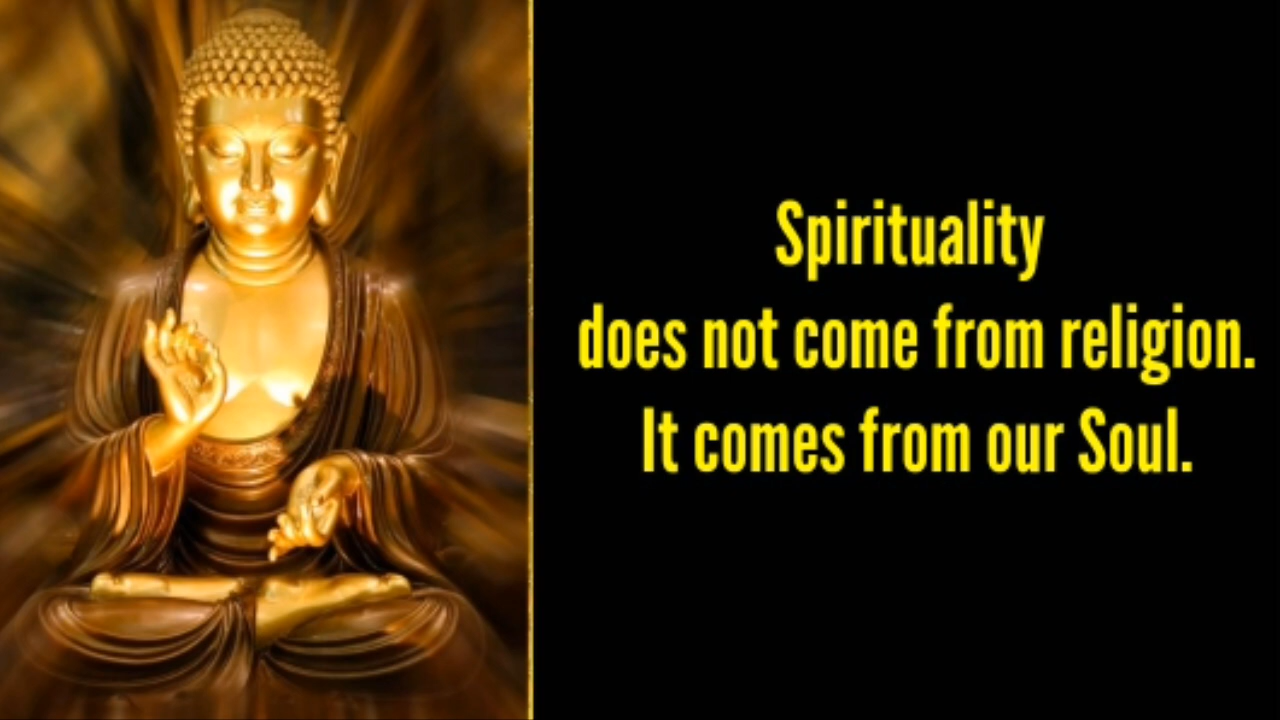 Spirituality
does not come from religion.
It comes from our Soul.